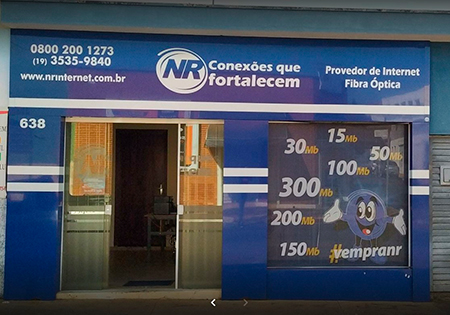 0800 200 1273
(19) 3535-9840
www.nrinternet.com.br
NR
Conexões que
fortalecem
Provedor de Internet
Fibra Óptica
638
15Mb
30Mb
50Mb
100Mb
300Mb
200Mb
150Mb
#vempranr